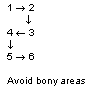 1 → 2
↓
4 ← 3
↓
5 → 6
Avoid bony areas